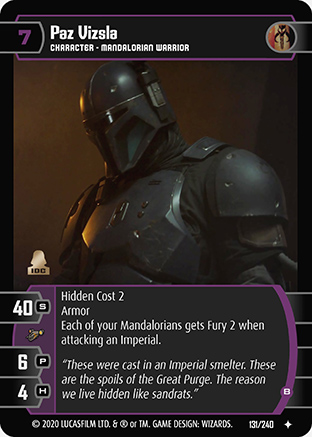 7
Paz Vizsla
CHARACTER - MANDALORIAN WARRIOR
IDC
40 S
6 P
4 H
Hidden Cost 2
Armor
Each of your Mandalorians gets Fury 2 when
attacking an Imperial.
“These were cast in an Imperial smelter. These
are the spoils of the Great Purge. The reason
we live hidden like sandrats.”
B
© 2020 LUCASFILM LTD. & ® or TM. GAME DESIGN: WIZARDS.
131/240